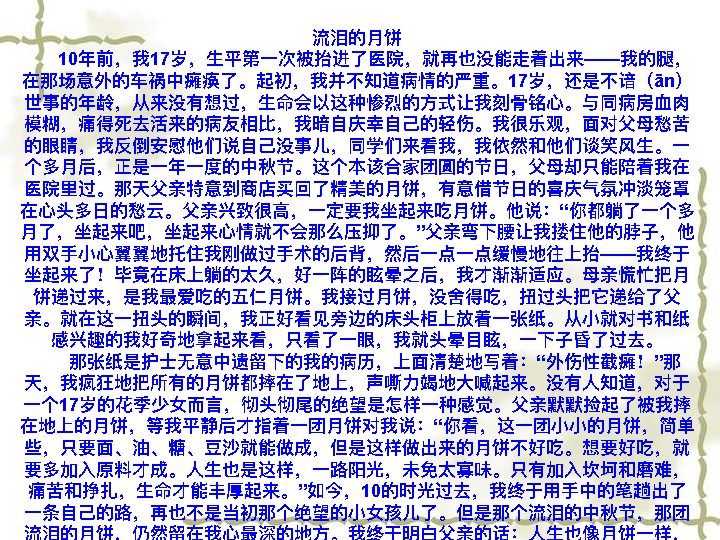 流泪的月饼
10年前，我17岁，生平第一次被抬进了医院，就再也没能走着出来——我的腿，
在那场意外的车祸中瘫痪了。起初，我并不知道病情的严重。17岁，还是不谙（ān）
世事的年龄，从来没有想过，生命会以这种惨烈的方式让我刻骨铭心。与同病房血肉
模糊，痛得死去活来的病友相比，我暗自庆幸自己的轻伤。我很乐观，面对父母愁苦
的眼睛，我反倒安慰他们说自己没事儿，同学们来看我，我依然和他们谈笑风生。一
个多月后，正是一年一度的中秋节。这个本该合家团圆的节日，父母却只能陪着我在
医院里过。那天父亲特意到商店买回了精美的月饼，有意借节日的喜庆气氛冲淡笼罩
在心头多日的愁云。父亲兴致很高，一定要我坐起来吃月饼。他说：“你都躺了一个多
月了，坐起来吧，坐起来心情就不会那么压抑了。”父亲弯下腰让我搂住他的脖子，他
用双手小心翼翼地托住我刚做过手术的后背，然后一点一点缓慢地往上抬——我终于
坐起来了！毕竟在床上躺的太久，好一阵的眩晕之后，我才渐渐适应。母亲慌忙把月
饼递过来，是我最爱吃的五仁月饼。我接过月饼，没舍得吃，扭过头把它递给了父
亲。就在这一扭头的瞬间，我正好看见旁边的床头柜上放着一张纸。从小就对书和纸
感兴趣的我好奇地拿起来看，只看了一眼，我就头晕目眩，一下子昏了过去。
那张纸是护士无意中遗留下的我的病历，上面清楚地写着：“外伤性截瘫！”那
天，我疯狂地把所有的月饼都摔在了地上，声嘶力竭地大喊起来。没有人知道，对于
一个17岁的花季少女而言，彻头彻尾的绝望是怎样一种感觉。父亲默默捡起了被我摔
在地上的月饼，等我平静后才指着一团月饼对我说：“你看，这一团小小的月饼，简单
些，只要面、油、糖、豆沙就能做成，但是这样做出来的月饼不好吃。想要好吃，就
要多加入原料才成。人生也是这样，一路阳光，未免太寡味。只有加入坎坷和磨难，
痛苦和挣扎，生命才能丰厚起来。”如今，10的时光过去，我终于用手中的笔趟出了
一条自己的路，再也不是当初那个绝望的小女孩儿了。但是那个流泪的中秋节，那团
流泪的月饼，仍然留在我心最深的地方。我终于明白父亲的话：人生也像月饼一样，